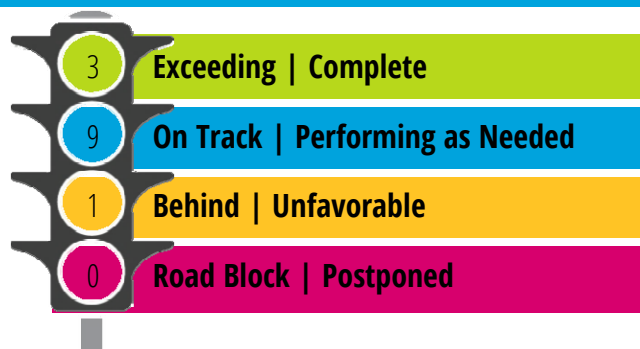 3 Exceeding | Complete
9 On Track | Performing as Needed
1 Behind | Unfavorable
0 Road Block | Postponed